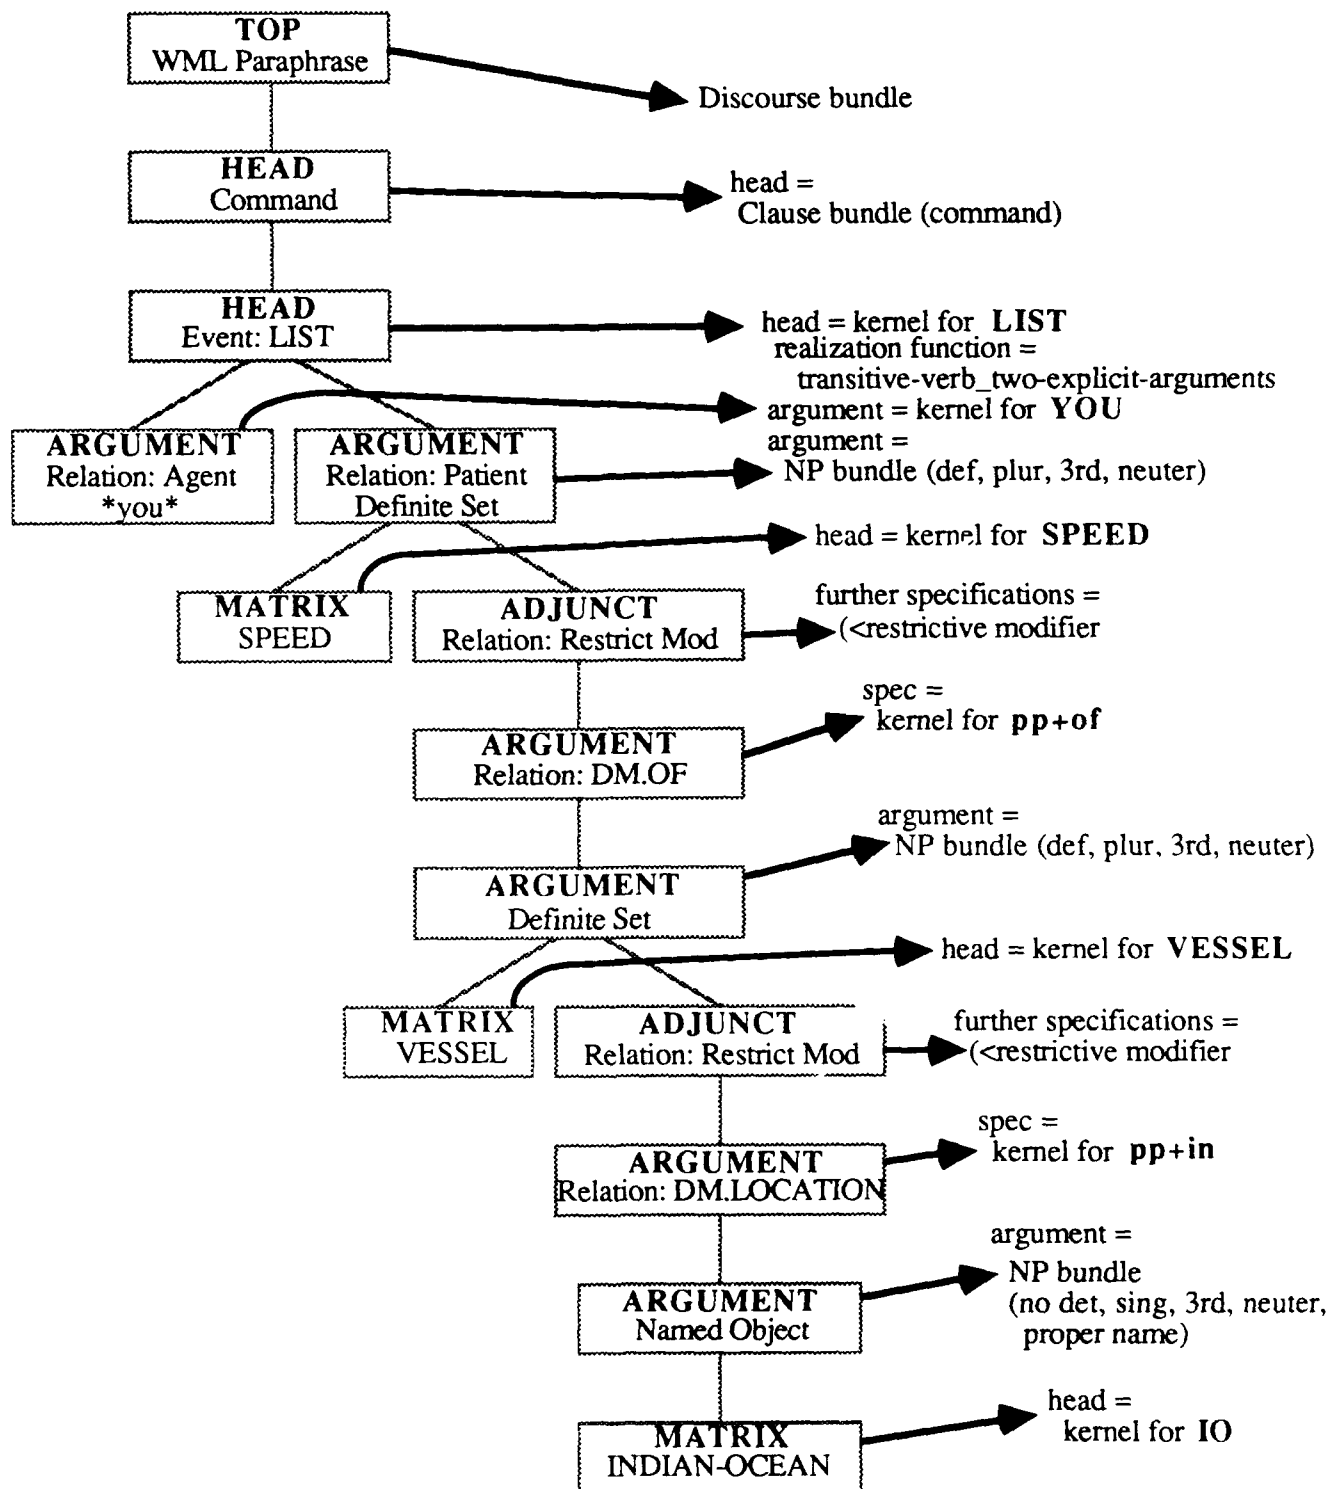 TOP
WML Paraphrase
Discourse bundle
HEAD
Command
head =
Clause bundle (command)
HEAD
Event: LIST
head = kernel for LIST
realization function =
transitive-verb_two-explicit-arguments
argument = kernel for YOU
ARGUMENT
Relation: Agent
*you*
ARGUMENT
Relation: Patient
Definite Set
argument =
NP bundle (def, plur, 3rd, neuter)
head = kernel for SPEED
MATRIX
SPEED
ADJUNCT
Relation: Restrict Mod
further specifications =
(<restrictive modifier
spec =
kernel for pp+of
ARGUMENT
Relation: DM.OF
argument =
NP bundle (def, plur, 3rd, neuter)
ARGUMENT
Definite Set
head = kernel for VESSEL
MATRIX
VESSEL
ADJUNCT
Relation: Restrict Mod
further specifications =
(<restrictive modifier
spec =
kernel for pp+in
ARGUMENT
Relation: DM.LOCATION
argument =
NP bundle
(no det, sing, 3rd, neuter,
proper name)
ARGUMENT
Named Object
head =
kernel for IO
MATRIX
INDIAN-OCEAN